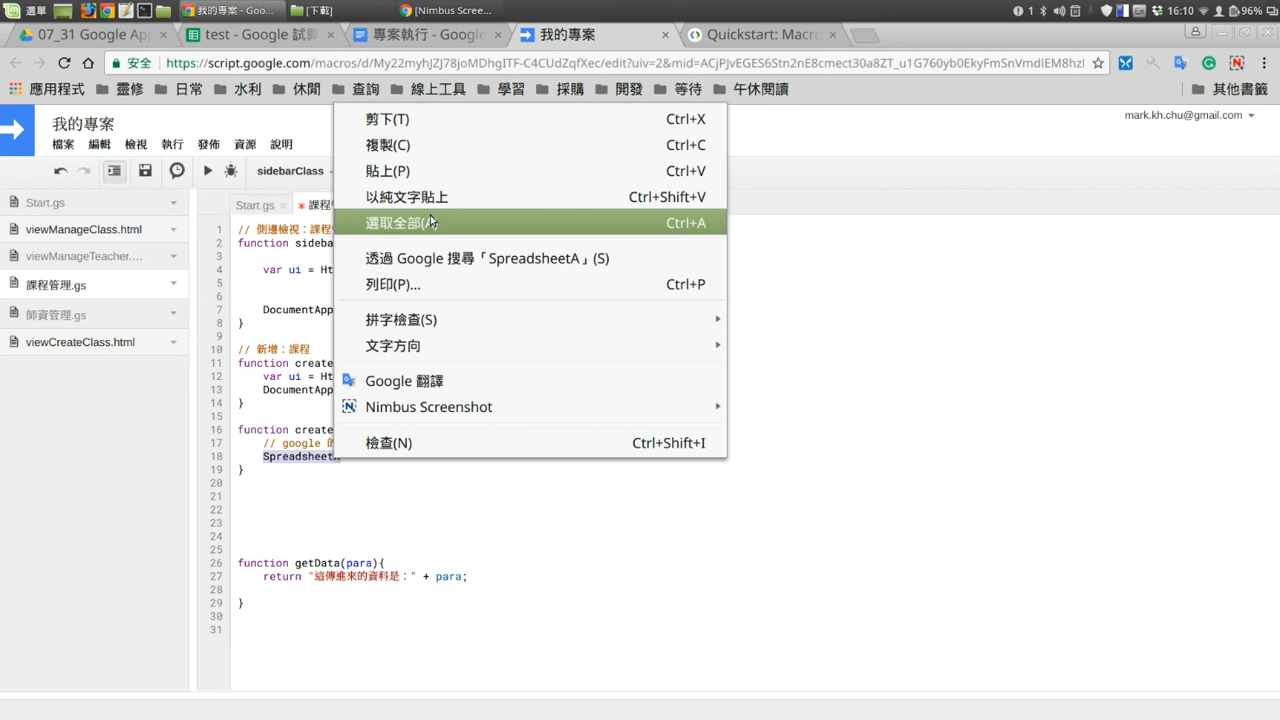 選單
我的專案 - Goo...
[下載]
[Nimbus Scree...
1
16:10
96%
07_31 Google Ap
test - Google 試算
專案執行 - Google
我的專案
Quickstart: Macro
安全
https://script.google.com/macros/d/My22myhJZJ78joMDhgITF-C4CUdZqfXec/edit?uiv=2&mid=ACjPJvEGES6Stn2nE8cmect30a8ZT_u1G760yb0EkyFmSnVmdlEM8hzl
應用程式
靈修
日常
水利
休閒
查詢
線上工具
學習
採購
開發
等待
午休閱讀
其他書籤
我的專案
mark.kh.chu@gmail.com
檔案 編輯 檢視 執行 發佈 資源 說明
sidebarClass
Start.gs
viewManageClass.html
viewManageTeacher....
課程管理.gs
師資管理.gs
viewCreateClass.html
Start.gs
* 課程
1 // 側邊檢視：課程
2 function sideba
3
4 var ui = Ht
5
6
7 DocumentApp
8 }
9
10 // 新增：課程
11 function create
12 var ui = Ht
13 DocumentApp
14 }
15
16 function create
17 // google 的
18 SpreadsheetA
19 }
20
21
22
23
24
25
26 function getData(para){
27 return "這傳進來的資料是：" + para;
28
29 }
30
31
剪下(T) Ctrl+X
複製(C) Ctrl+C
貼上(P) Ctrl+V
以純文字貼上 Ctrl+Shift+V
選取全部(A) Ctrl+A
透過 Google 搜尋「SpreadsheetA」(S)
列印(P)... Ctrl+P
拼字檢查(S)
文字方向
Google 翻譯
Nimbus Screenshot
檢查(N) Ctrl+Shift+I